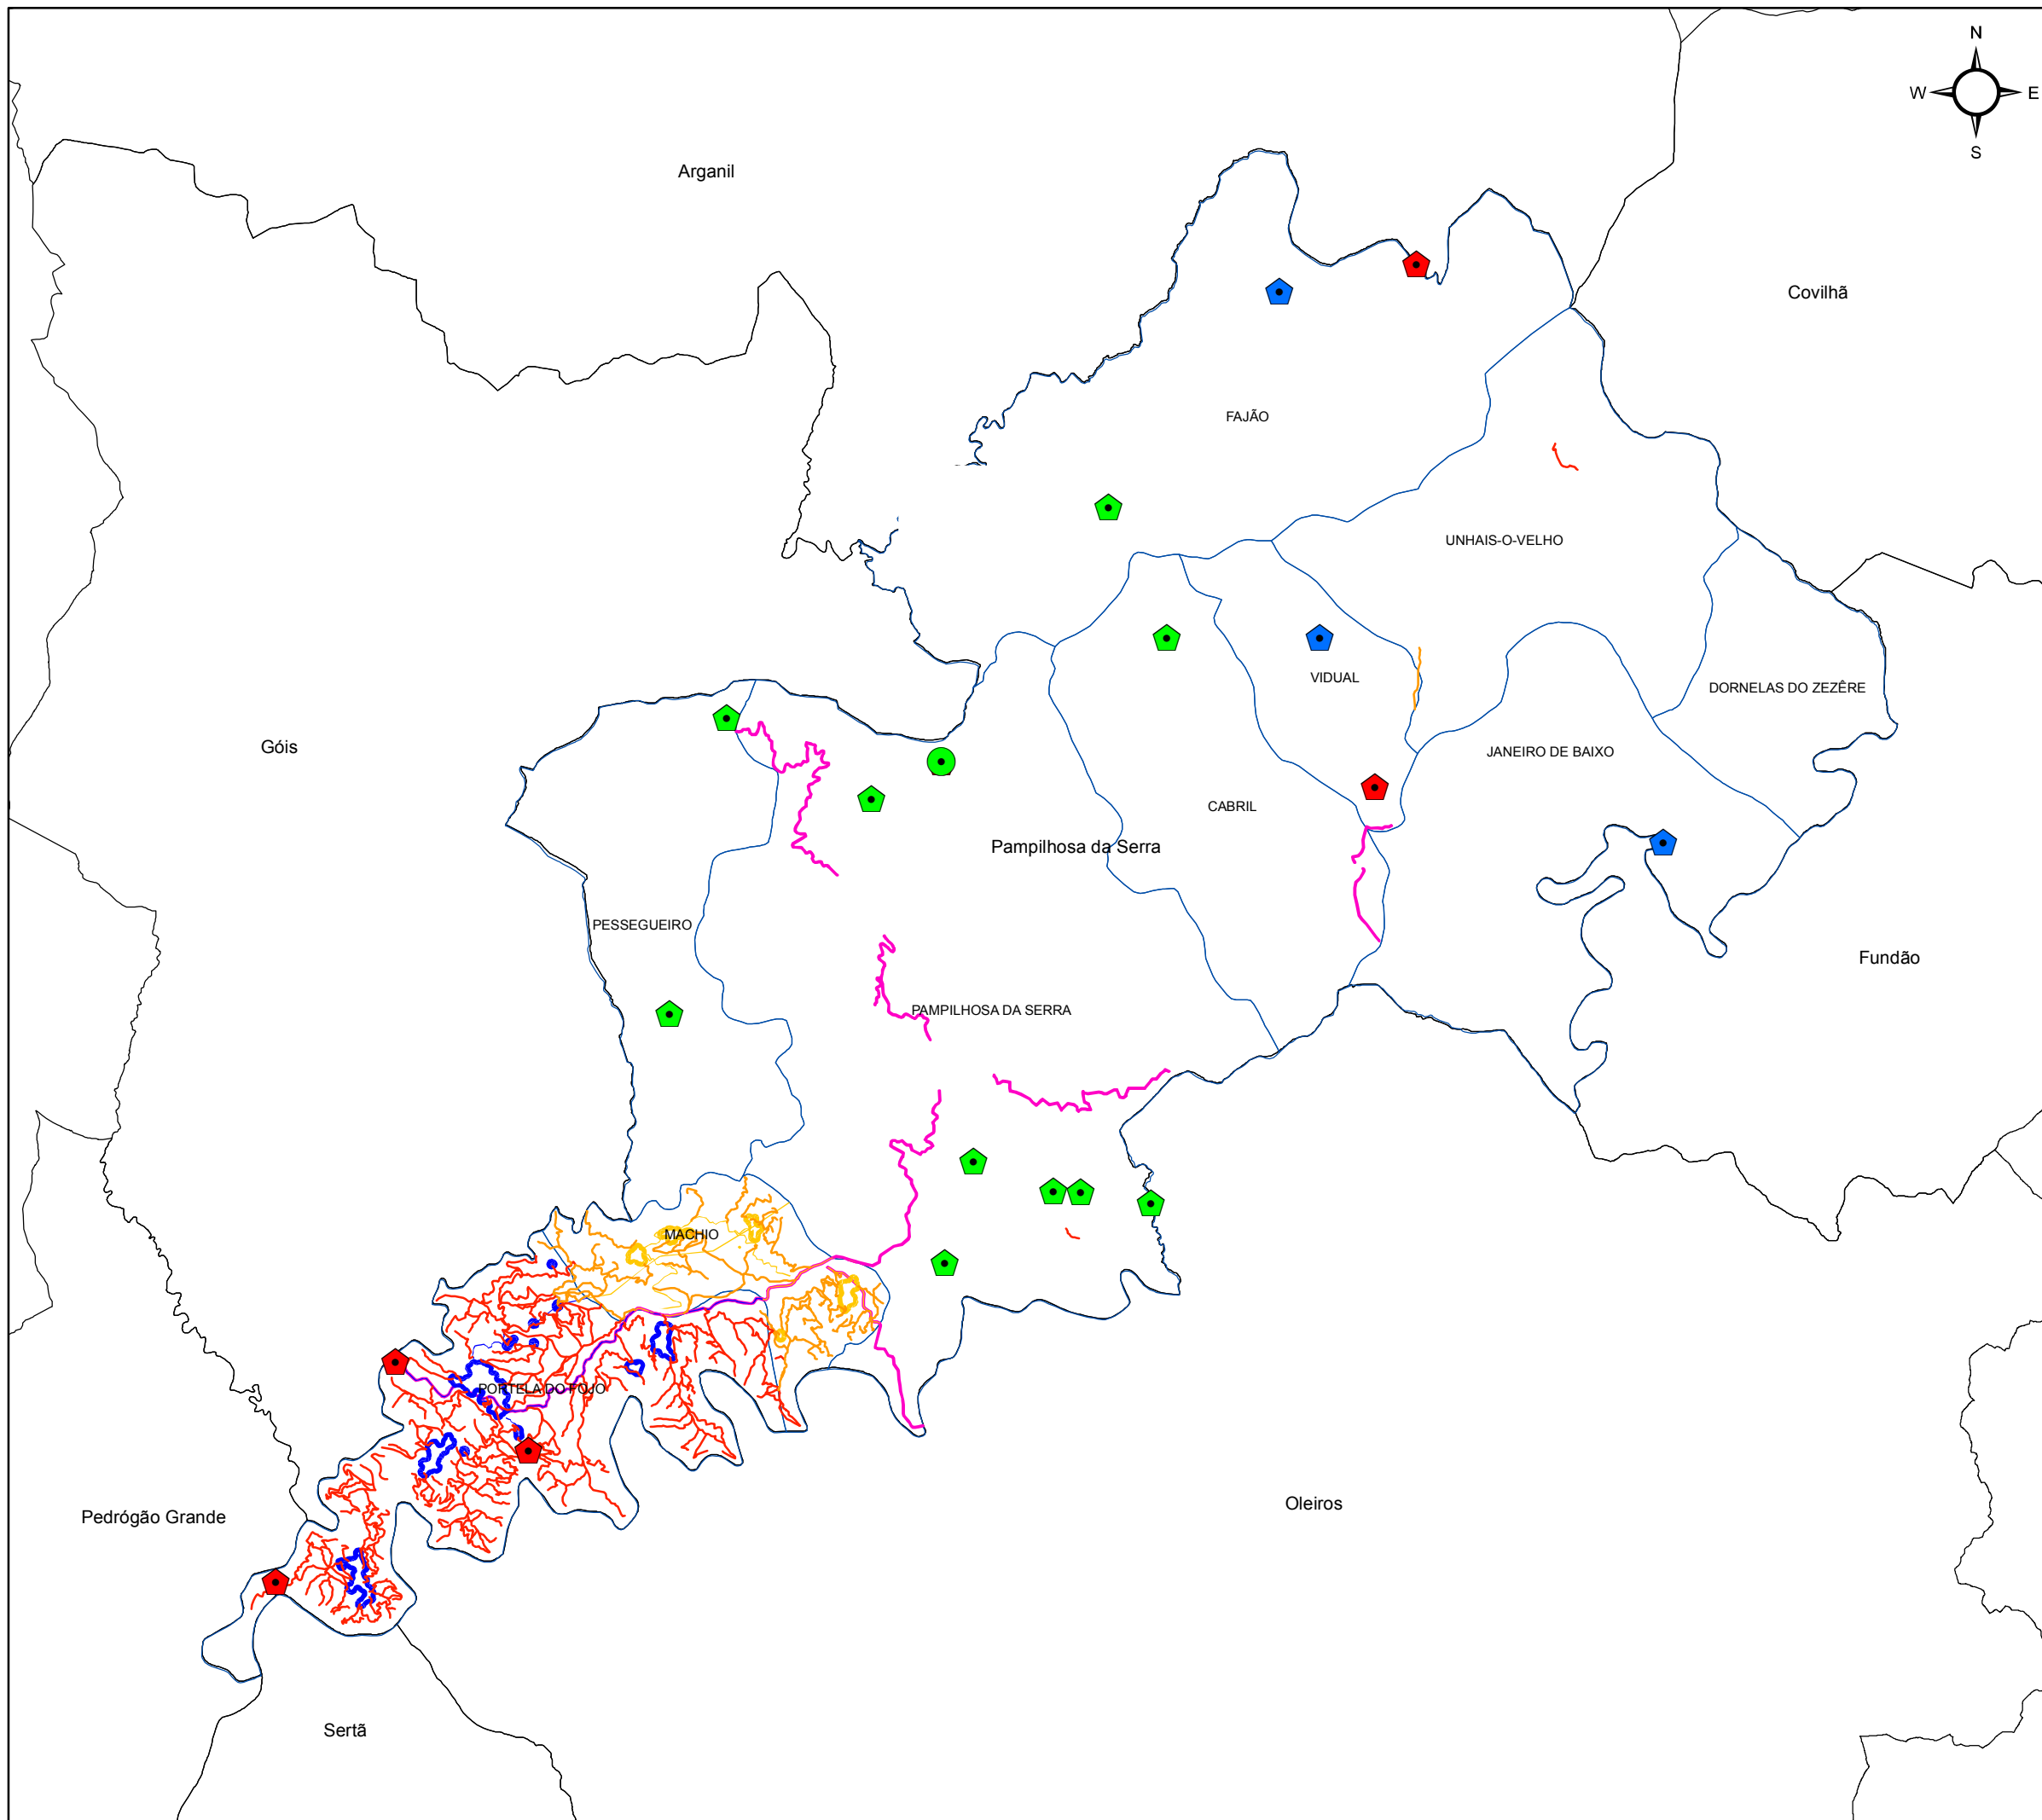 N
W E
S
Arganil
Covilhã
FAJÃO
UNHAIS-O-VELHO
VIDUAL
DORNELAS DO ZEZÊRE
Góis
JANEIRO DE BAIXO
CABRIL
Pampilhosa da Serra
PESSEGUEIRO
Fundão
PAMPILHOSA DA SERRA
MACHIO
PORTELA DO FOJO
Oleiros
Pedrógão Grande
Sertã